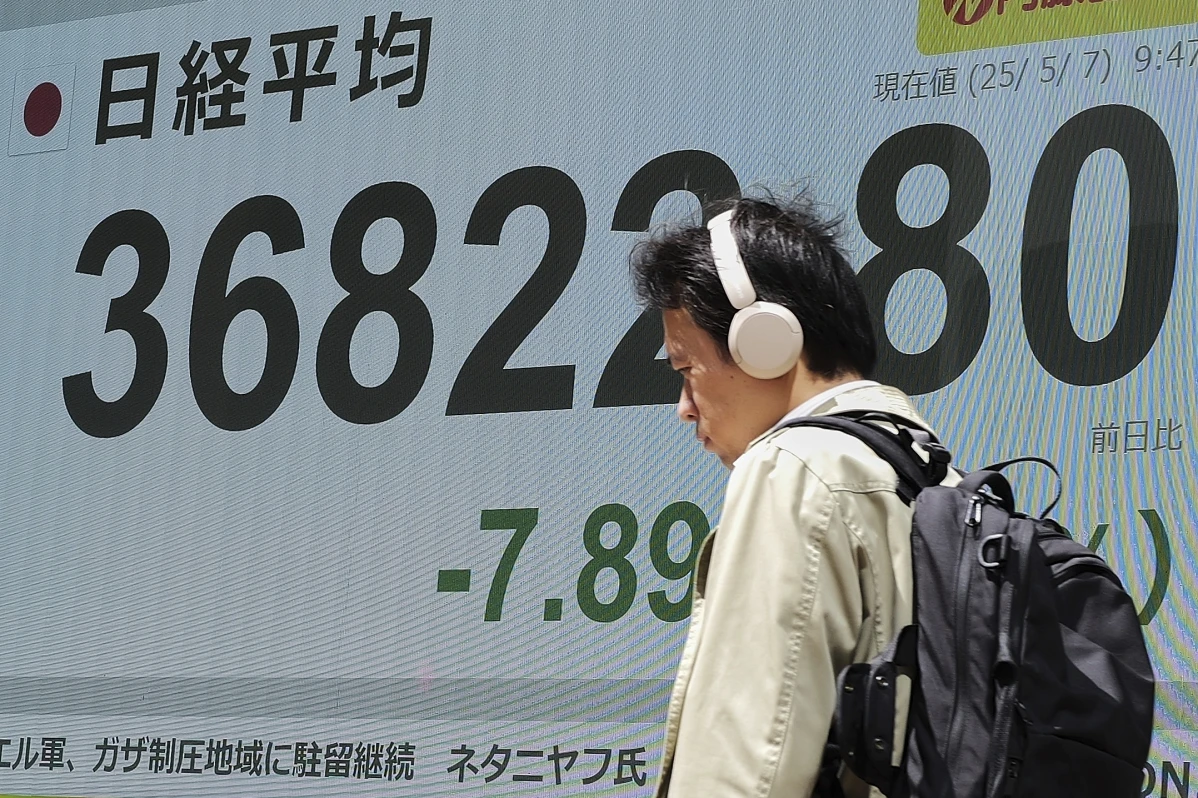 日経平均
現在値 (25/ 5/ 7) 9:47
36822 80
前日比
-7.89 )
エル軍、ガザ制圧地域に駐留継続 ネタニヤフ氏